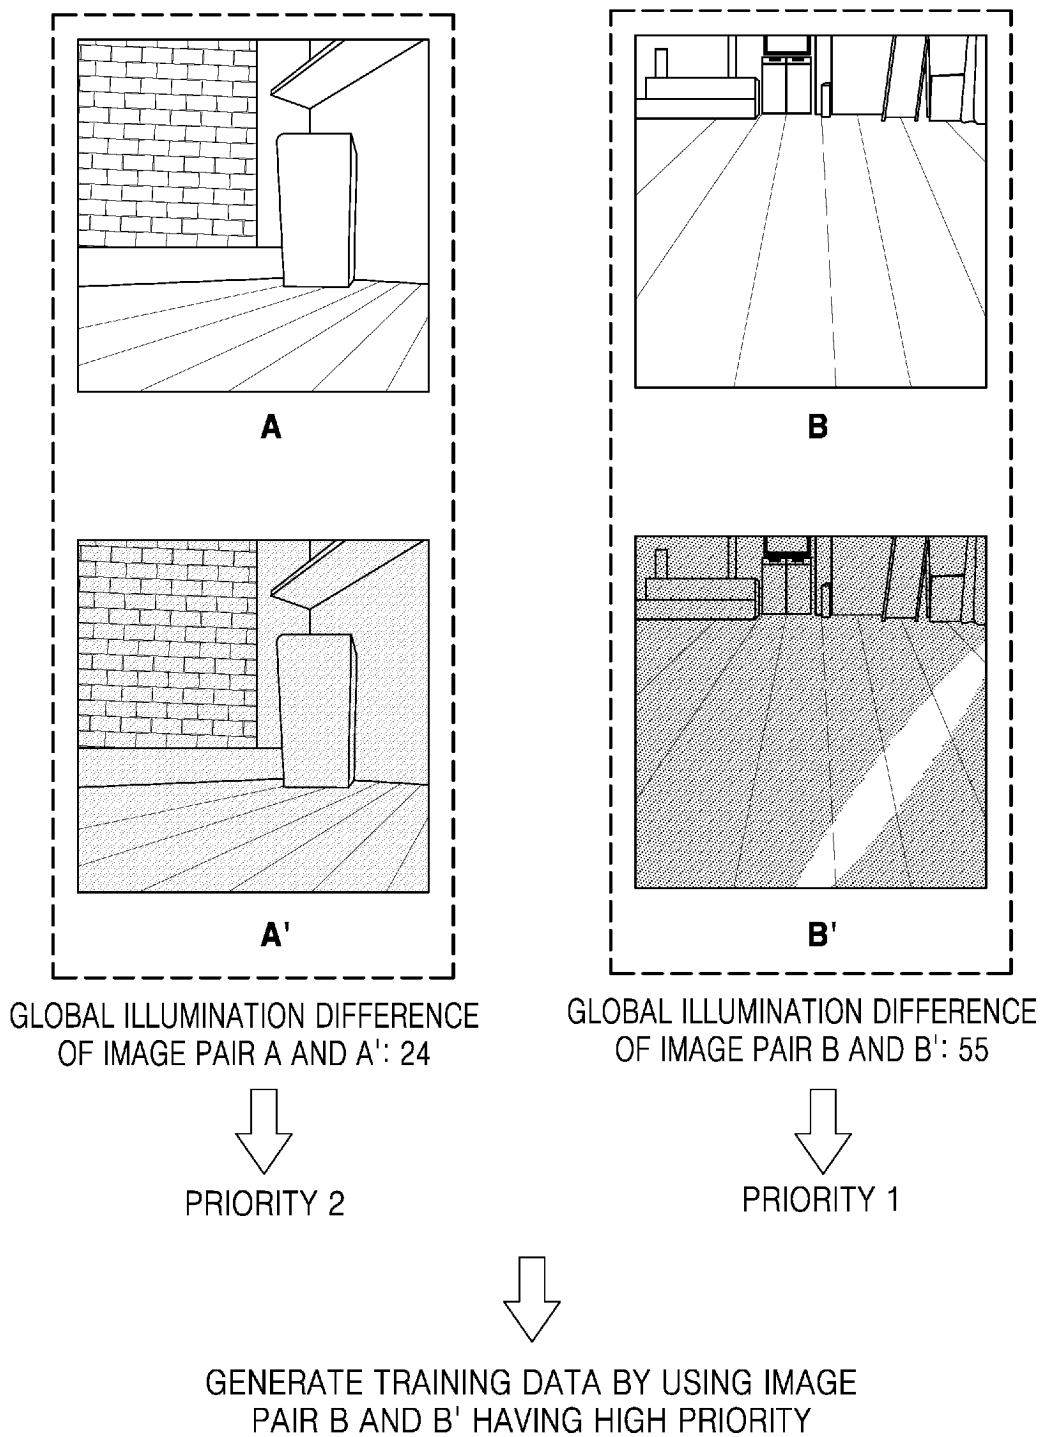 A
A'
GLOBAL ILLUMINATION DIFFERENCE
OF IMAGE PAIR A AND A': 24
PRIORITY 2
B
B'
GLOBAL ILLUMINATION DIFFERENCE
OF IMAGE PAIR B AND B': 55
PRIORITY 1
GENERATE TRAINING DATA BY USING IMAGE
PAIR B AND B' HAVING HIGH PRIORITY